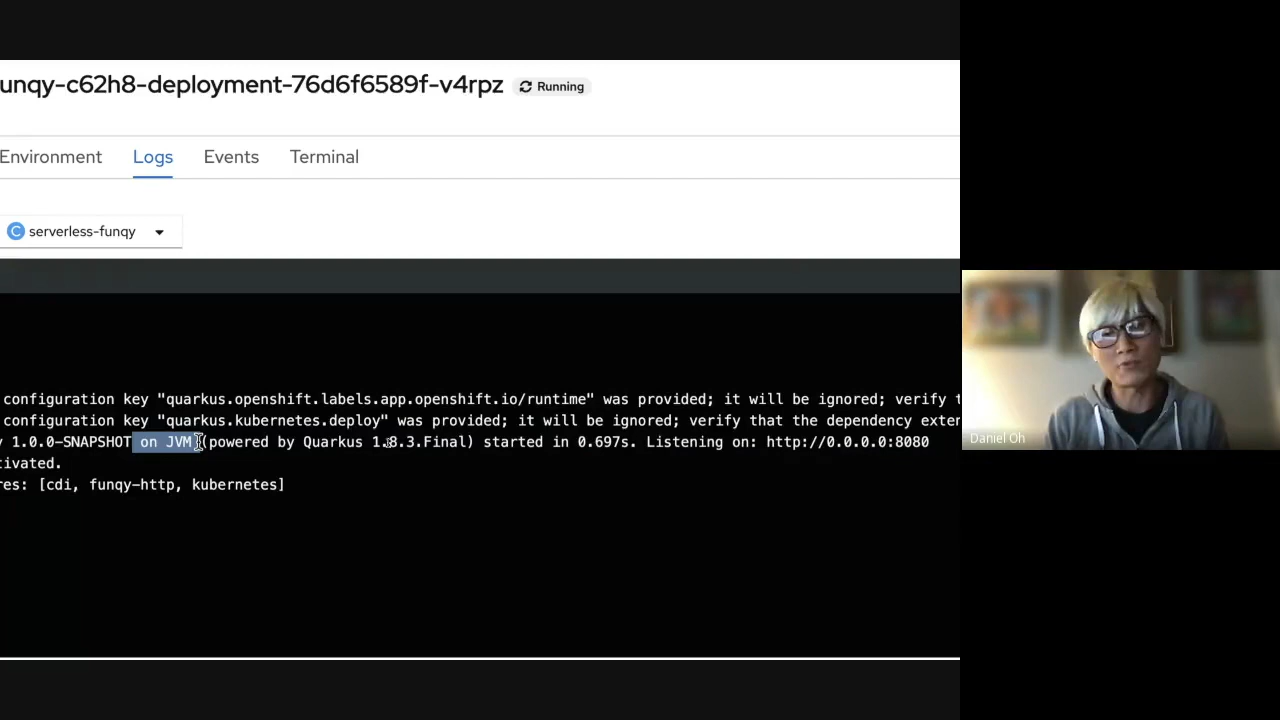 unqy-c62h8-deployment-76d6f6589f-v4rpz Running
Environment Logs Events Terminal
C serverless-funqy
configuration key "quarkus.openshift.labels.app.openshift.io/runtime" was provided; it will be ignored; verify t
configuration key "quarkus.kubernetes.deploy" was provided; it will be ignored; verify that the dependency exten
y 1.0.0-SNAPSHOT on JVM (powered by Quarkus 1.8.3.Final) started in 0.697s. Listening on: http://0.0.0.0:8080
tivated.
res: [cdi, funqy-http, kubernetes]
Daniel Oh